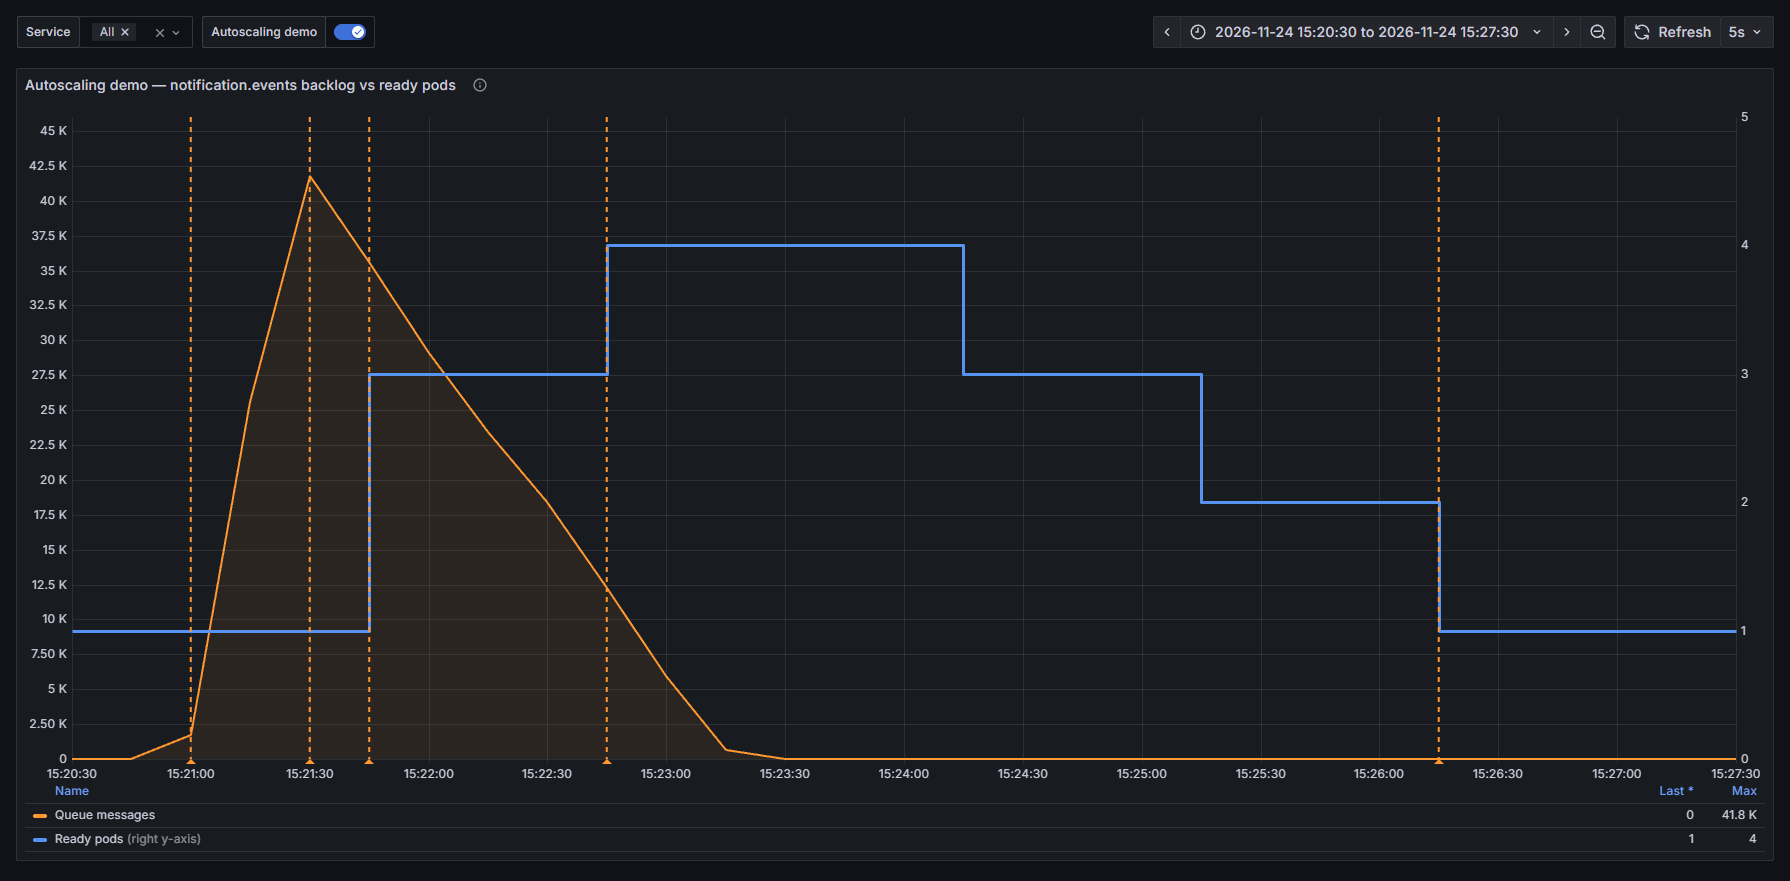 Service All Autoscaling demo 2026-11-24 15:20:30 to 2026-11-24 15:27:30 Refresh 5s
Autoscaling demo — notification.events backlog vs ready pods
5
45 K
42.5 K
40 K
37.5 K
4
35 K
32.5 K
30 K
27.5 K
3
25 K
22.5 K
20 K
2
17.5 K
15 K
12.5 K
10 K
1
7.50 K
5 K
2.50 K
0
0
15:20:30 15:21:00 15:21:30 15:22:00 15:22:30 15:23:00 15:23:30 15:24:00 15:24:30 15:25:00 15:25:30 15:26:00 15:26:30 15:27:00 15:27:30
Name Last * Max
Queue messages 0 41.8 K
Ready pods (right y-axis) 1 4